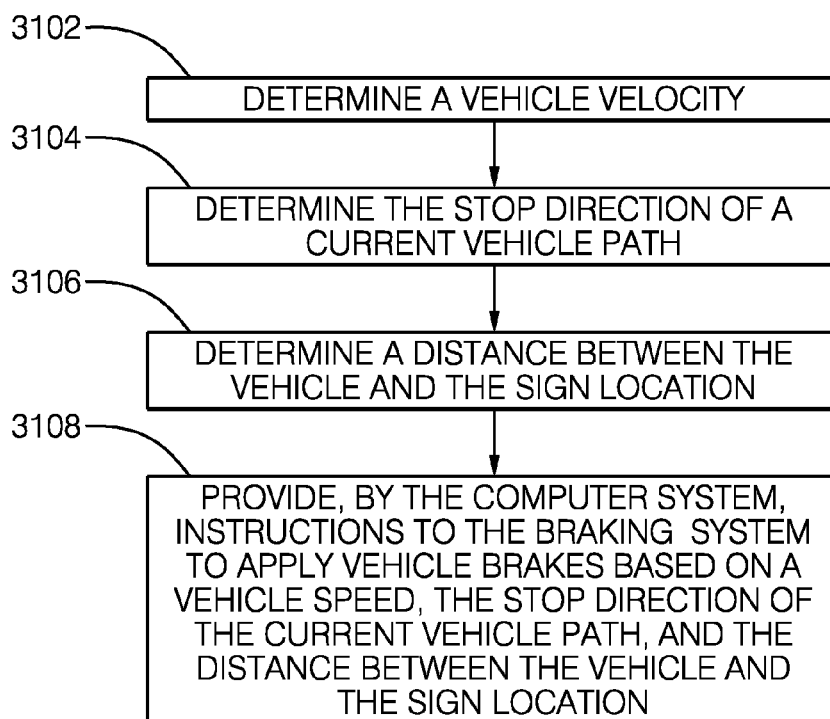 3102
DETERMINE A VEHICLE VELOCITY
3104
DETERMINE THE STOP DIRECTION OF A
CURRENT VEHICLE PATH
3106
DETERMINE A DISTANCE BETWEEN THE
VEHICLE AND THE SIGN LOCATION
3108
PROVIDE, BY THE COMPUTER SYSTEM,
INSTRUCTIONS TO THE BRAKING SYSTEM
TO APPLY VEHICLE BRAKES BASED ON A
VEHICLE SPEED, THE STOP DIRECTION OF
THE CURRENT VEHICLE PATH, AND THE
DISTANCE BETWEEN THE VEHICLE AND
THE SIGN LOCATION